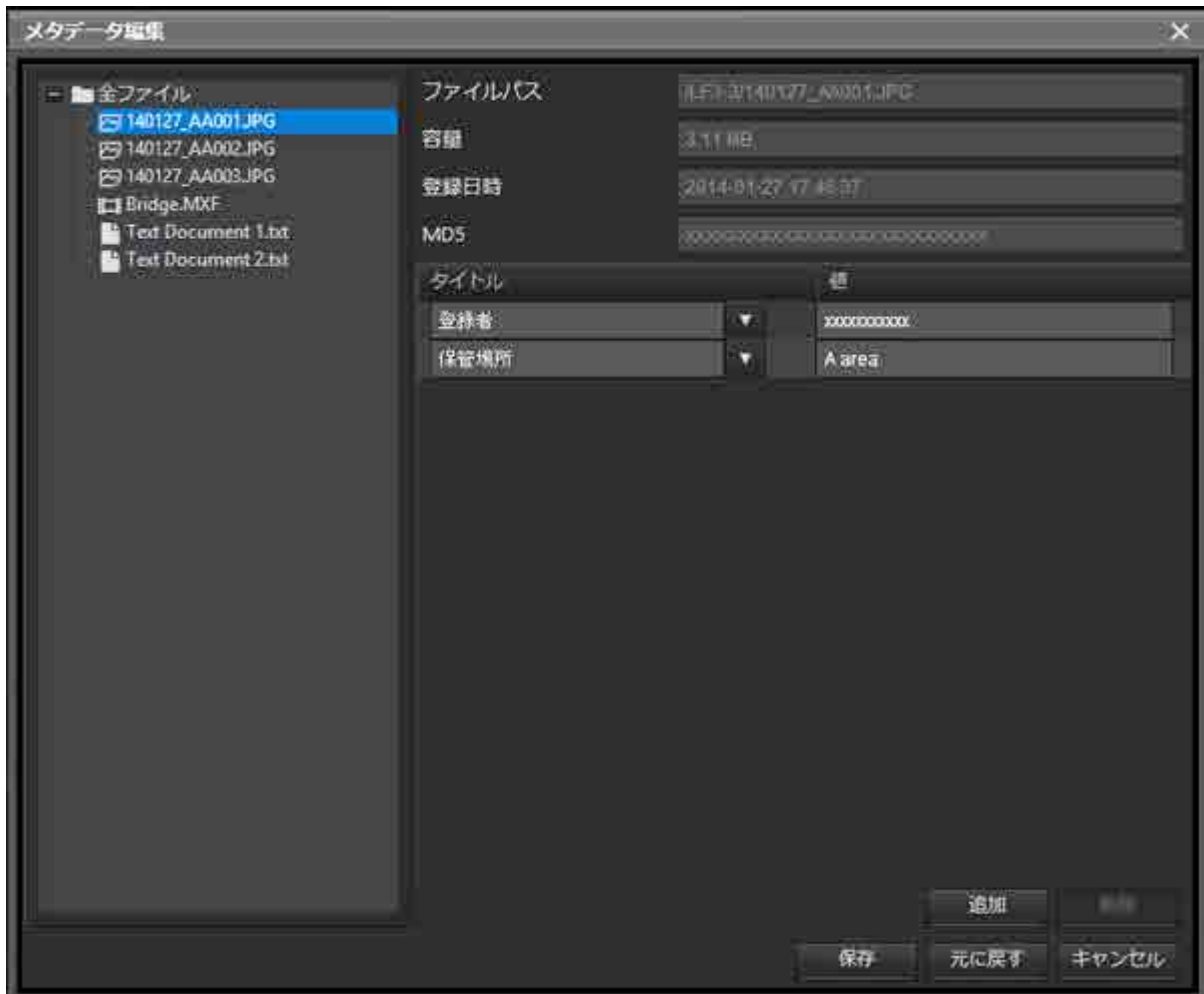 メタデータ編集
全ファイル
140127_AA001.JPG
140127_AA002.JPG
140127_AA003.JPG
Bridge.MXF
Text Document 1.txt
Text Document 2.txt
ファイルパス
容量 3.11 MB
登録日時 2014-01-27 17:46:37
MD5
タイトル 値
登録者 xxxxxxxxxx
保管場所 A area
追加
保存 元に戻す キャンセル